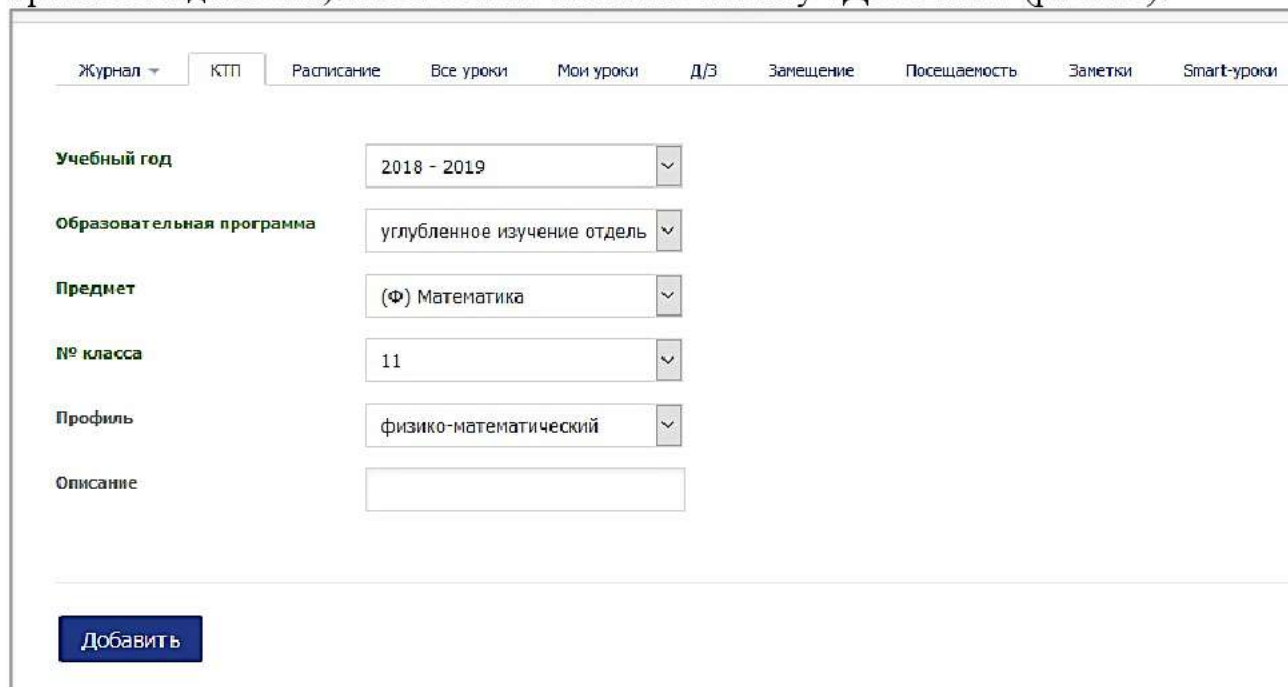 Журнал КТП Расписание Все уроки Мои уроки Д/З Замещение Посещаемость Заметки Smart-уроки
Учебный год 2018 - 2019
Образовательная программа углубленное изучение отдель
Предмет (Ф) Математика
№ класса 11
Профиль физико-математический
Описание
Добавить